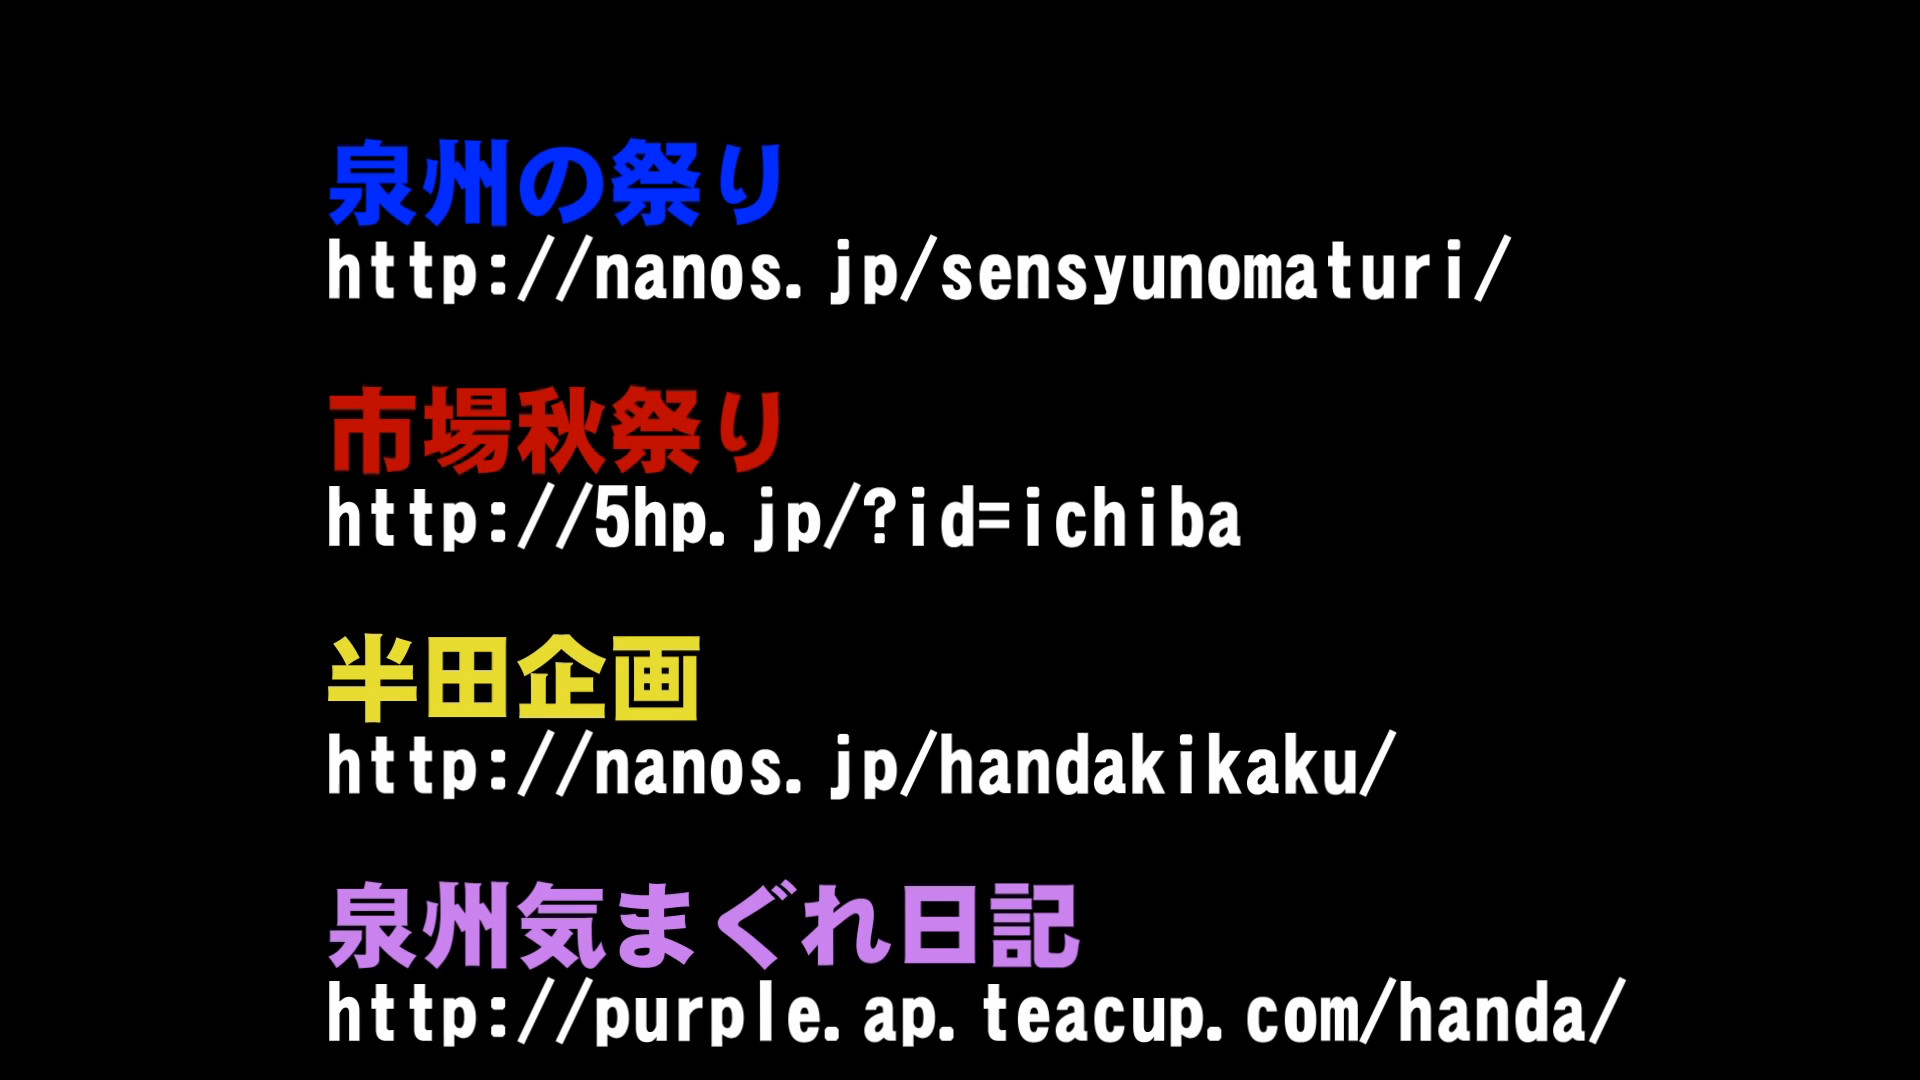 泉州の祭り
http://nanos.jp/sensyunomaturi/
市場秋祭り
http://5hp.jp/?id=ichiba
半田企画
http://nanos.jp/handakikaku/
泉州気まぐれ日記
http://purple.ap.teacup.com/handa/